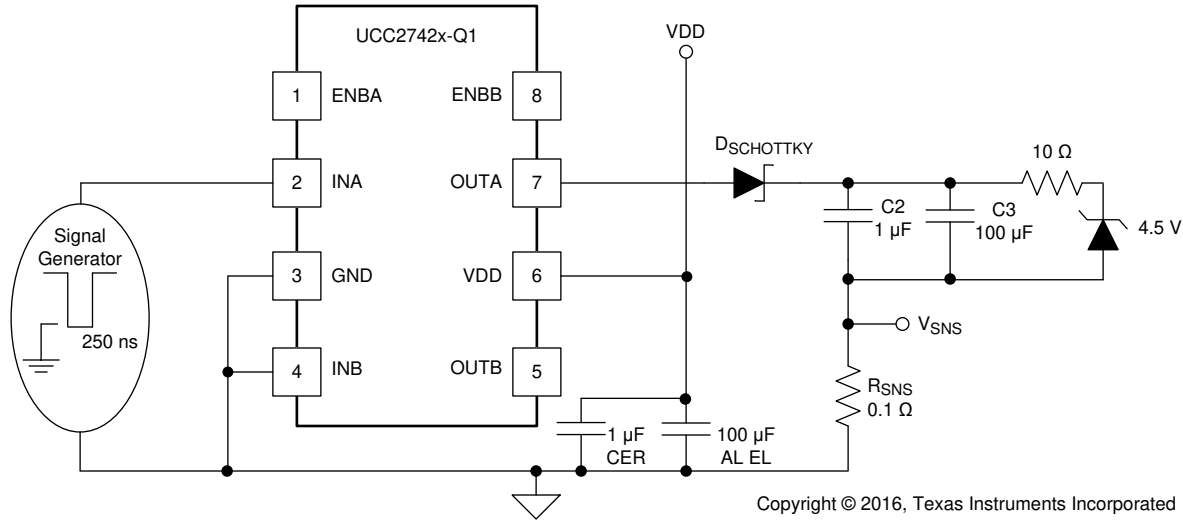 UCC2742x-Q1
VDD
1 ENBA ENBB 8
DSCHOTTKY
10 Ω
2 INA OUTA 7
C2
1 µF
C3
100 µF
4.5 V
Signal
Generator
250 ns
3 GND VDD 6
VSNS
4 INB OUTB 5
RSNS
0.1 Ω
1 µF
CER
100 µF
AL EL
Copyright © 2016, Texas Instruments Incorporated